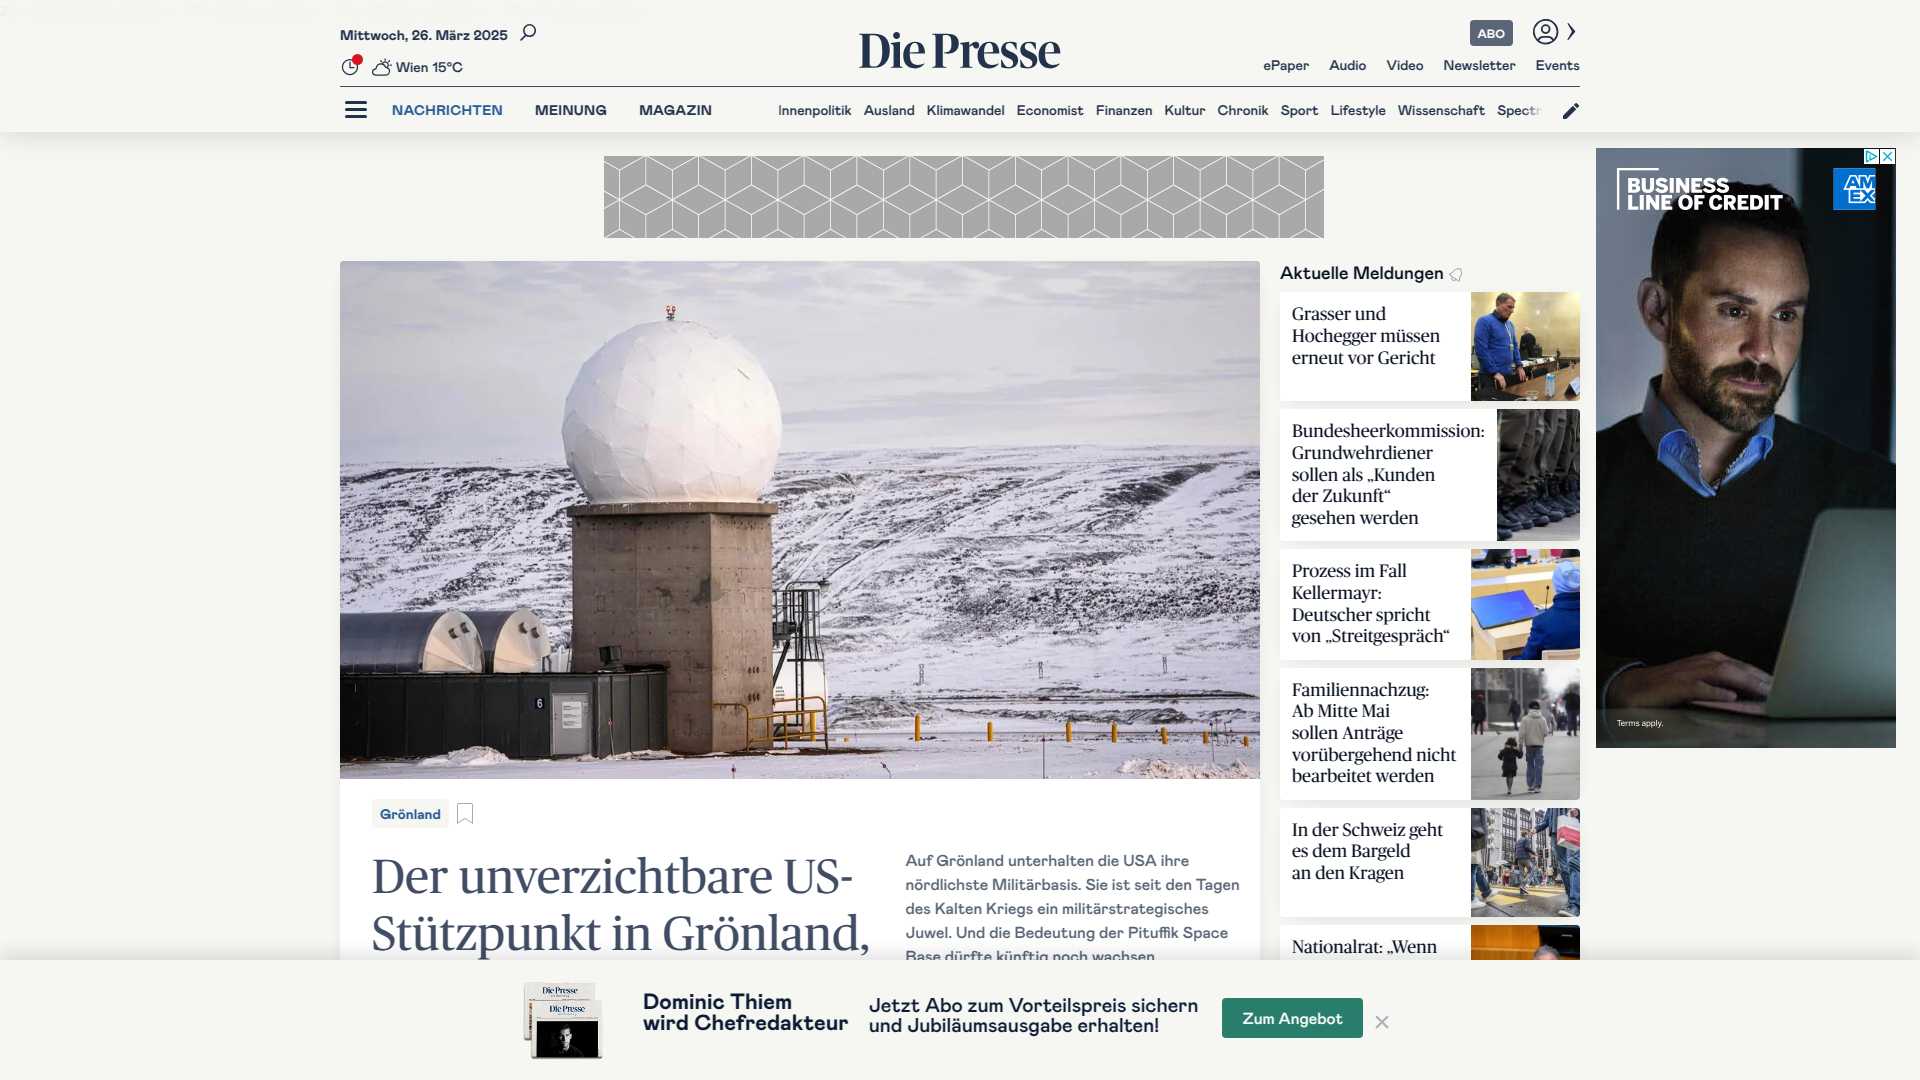 Mittwoch, 26. März 2025
Wien 15°C
Die Presse
ABO
ePaper Audio Video Newsletter Events
NACHRICHTEN MEINUNG MAGAZIN
Innenpolitik Ausland Klimawandel Economist Finanzen Kultur Chronik Sport Lifestyle Wissenschaft Spectr
6
Grönland
Der unverzichtbare US-
Stützpunkt in Grönland,
Auf Grönland unterhalten die USA ihre
nördlichste Militärbasis. Sie ist seit den Tagen
des Kalten Kriegs ein militärstrategisches
Juwel. Und die Bedeutung der Pituffik Space
Base dürfte künftig noch wachsen.
Aktuelle Meldungen
Grasser und
Hochegger müssen
erneut vor Gericht
Bundesheerkommission:
Grundwehrdiener
sollen als „Kunden
der Zukunft“
gesehen werden
Prozess im Fall
Kellermayr:
Deutscher spricht
von „Streitgespräch“
Familiennachzug:
Ab Mitte Mai
sollen Anträge
vorübergehend nicht
bearbeitet werden
In der Schweiz geht
es dem Bargeld
an den Kragen
Nationalrat: „Wenn
BUSINESS
LINE OF CREDIT
AM
EX
Terms apply.
Die Presse
Die Presse
Dominic Thiem
wird Chefredakteur
Jetzt Abo zum Vorteilspreis sichern
und Jubiläumsausgabe erhalten!
Zum Angebot